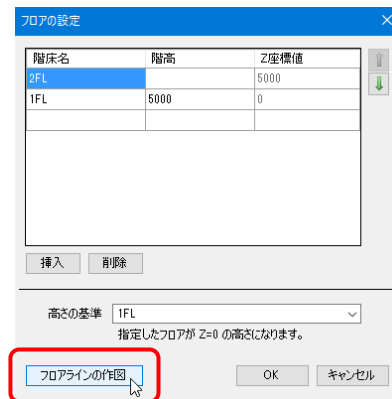 フロアの設定
階床名 階高 Z座標値
2FL 5000
1FL 5000 0
挿入 削除
高さの基準 1FL
指定したフロアが Z=0 の高さになります。
フロアラインの作図 OK キャンセル